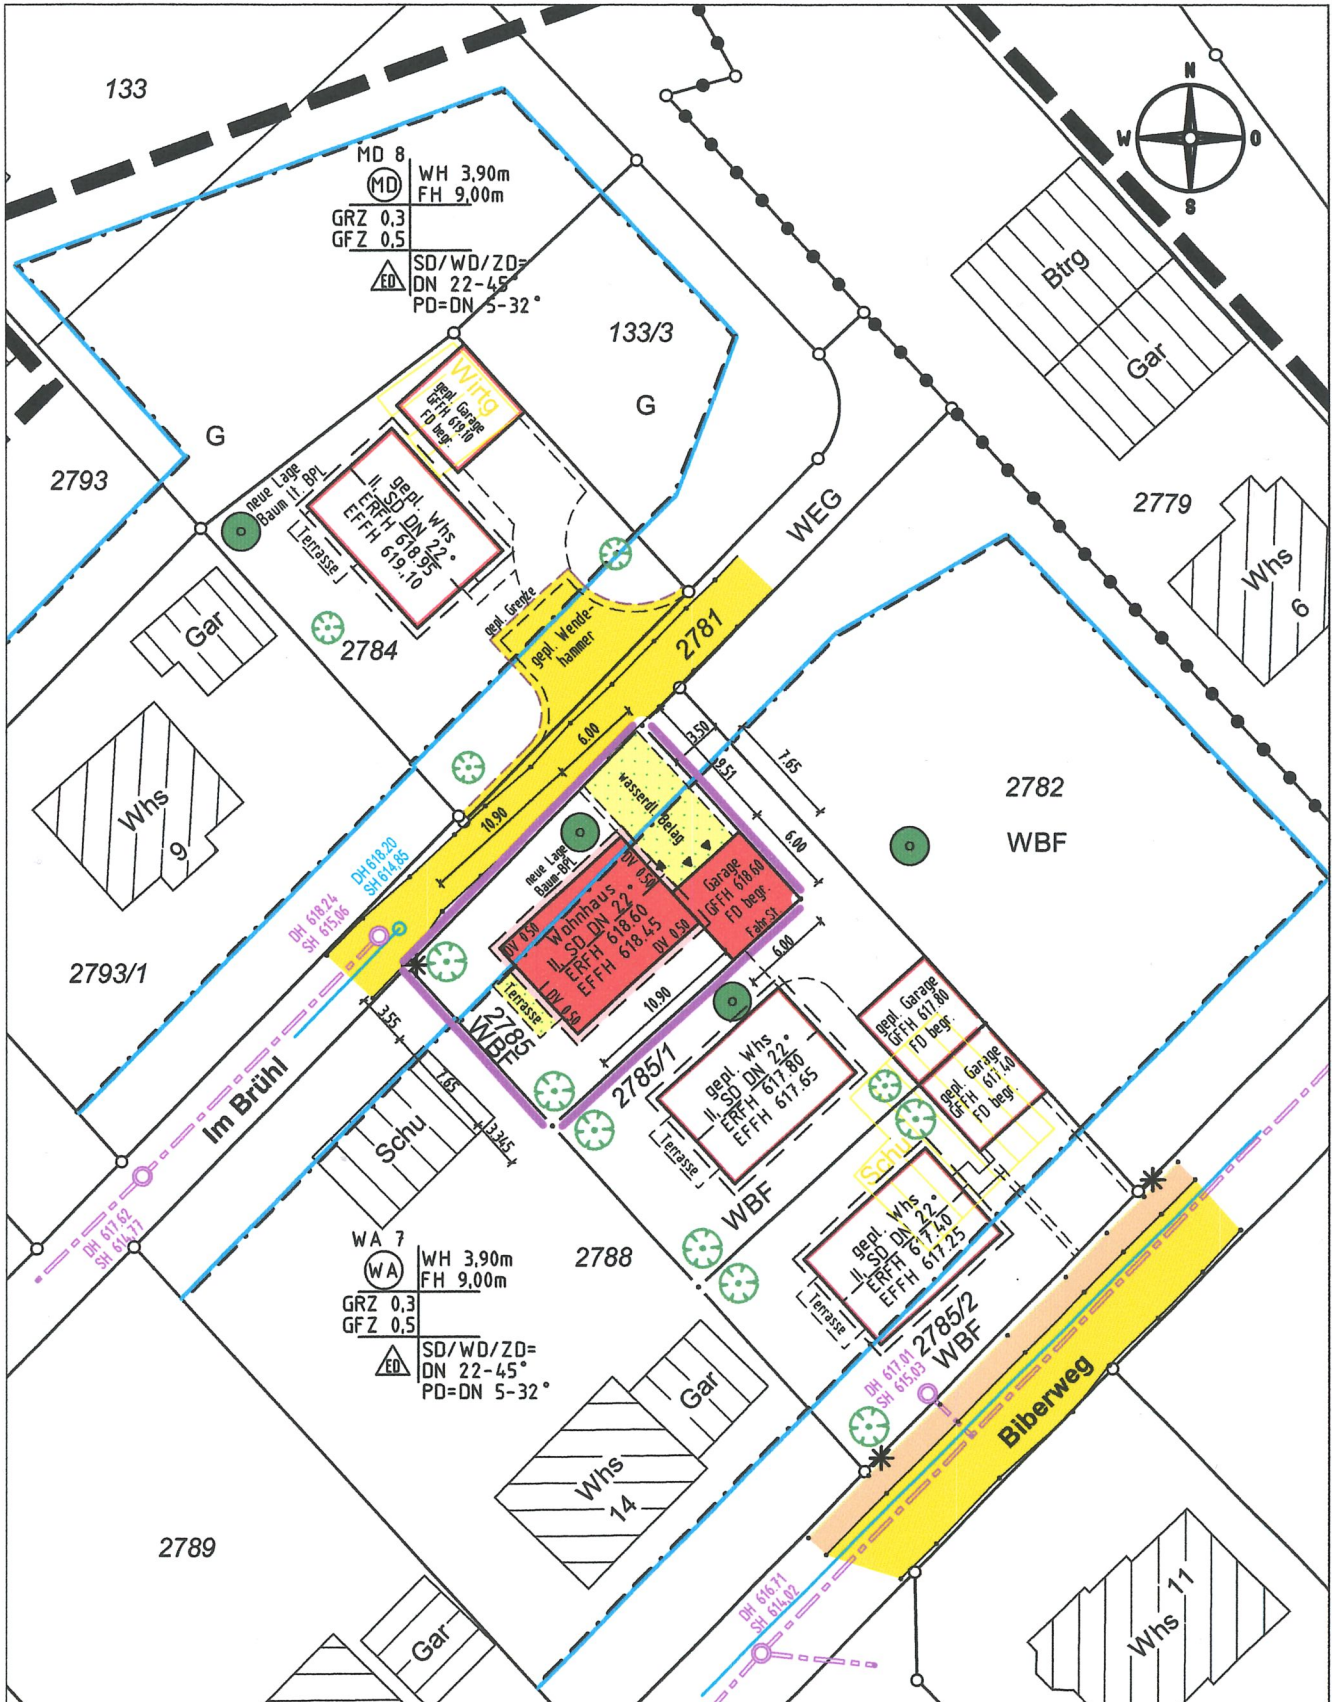 133
N
W
O
S
MD 8
MD
WH 3,90m
FH 9,00m
GRZ 0,3
GFZ 0,5
ED
SD/WD/ZD=
DN 22-45°
PD=DN 5-32°
Btrg
Gar
133/3
G
G
2793
Wirtg
gepl. Garage
GFFH 619.10
FD begr.
neue Lage
Baum lt. BPL
gepl. Whs
II, SD DN 22°
ERFH 618.95
EFFH 619.10
Terrasse
WEG
2779
Whs
6
Gar
2784
gepl. Grenze
gepl. Wende-
hammer
2781
6.00
10.90
3.50
9.51
7.65
6.00
2782
WBF
Whs
9
wasserd. Belag
neue Lage
Baum-BPL
DV 0.50
Garage
GFFH 618.60
FD begr.
Fahr.St.
Wohnhaus
II, SD DN 22°
ERFH 618.60
EFFH 618.45
DV 0.50
DV 0.50
DV 0.50
Terrasse
DH 618.20
SH 614.85
DH 618.24
SH 615.06
2793/1
6.00
10.90
2785
WBF
3.55
7.65
3.345
Im Brühl
Schu
2785/1
gepl. Whs
II, SD DN 22°
ERFH 617.80
EFFH 617.65
Terrasse
WBF
gepl. Garage
GFFH 617.80
FD begr.
gepl. Garage
GFFH 617.40
FD begr.
Schu
gepl. Whs
II, SD DN 22°
ERFH 617.40
EFFH 617.25
Terrasse
2785/2
WBF
DH 617.62
SH 614.77
WA 7
WA
WH 3,90m
FH 9,00m
GRZ 0,3
GFZ 0,5
ED
SD/WD/ZD=
DN 22-45°
PD=DN 5-32°
2788
DH 617.01
SH 615.03
Biberweg
Gar
Whs
14
2789
DH 616.71
SH 614.02
Gar
Whs 11